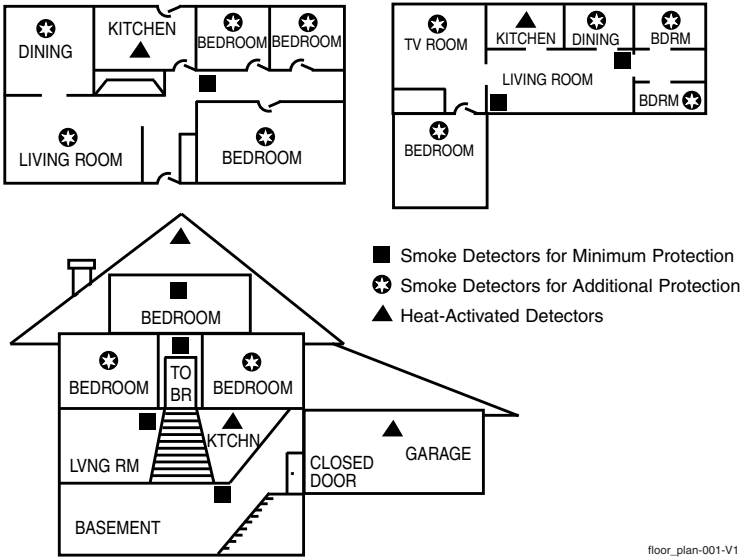 DINING
KITCHEN
BEDROOM
BEDROOM
LIVING ROOM
BEDROOM
TV ROOM
KITCHEN
DINING
BDRM
LIVING ROOM
BDRM
BEDROOM
Smoke Detectors for Minimum Protection
Smoke Detectors for Additional Protection
Heat-Activated Detectors
BEDROOM
BEDROOM
TO
BR
BEDROOM
LVNG RM
KTCHN
CLOSED
DOOR
GARAGE
BASEMENT
floor_plan-001-V1